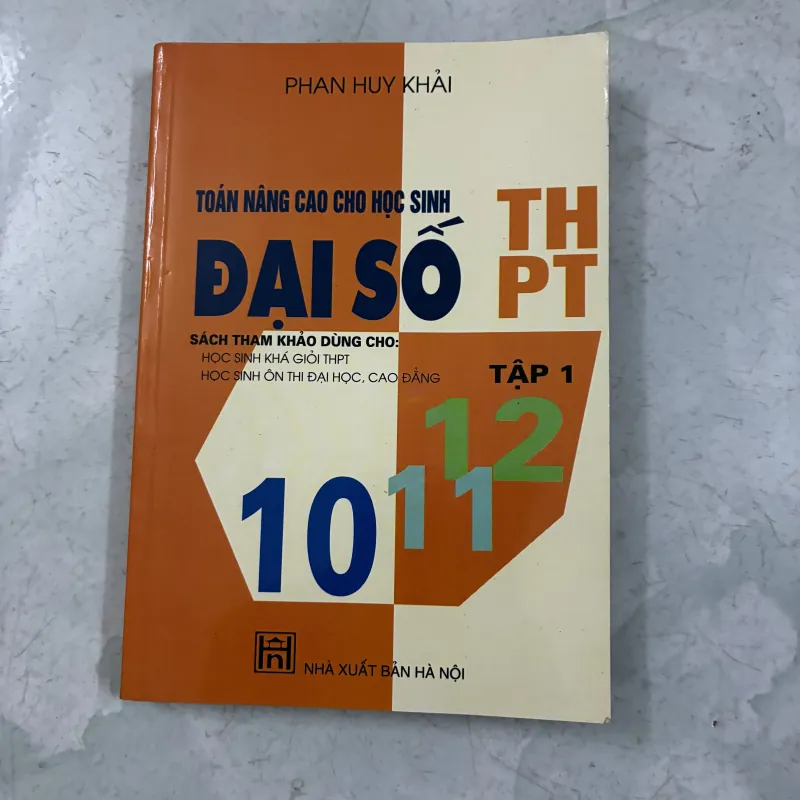 PHAN HUY KHẢI
TOÁN NÂNG CAO CHO HỌC SINH
ĐẠI SỐ
TH
PT
SÁCH THAM KHẢO DÙNG CHO:
HỌC SINH KHÁ GIỎI THPT
HỌC SINH ÔN THI ĐẠI HỌC, CAO ĐẲNG
TẬP 1
12
11
10
NHÀ XUẤT BẢN HÀ NỘI